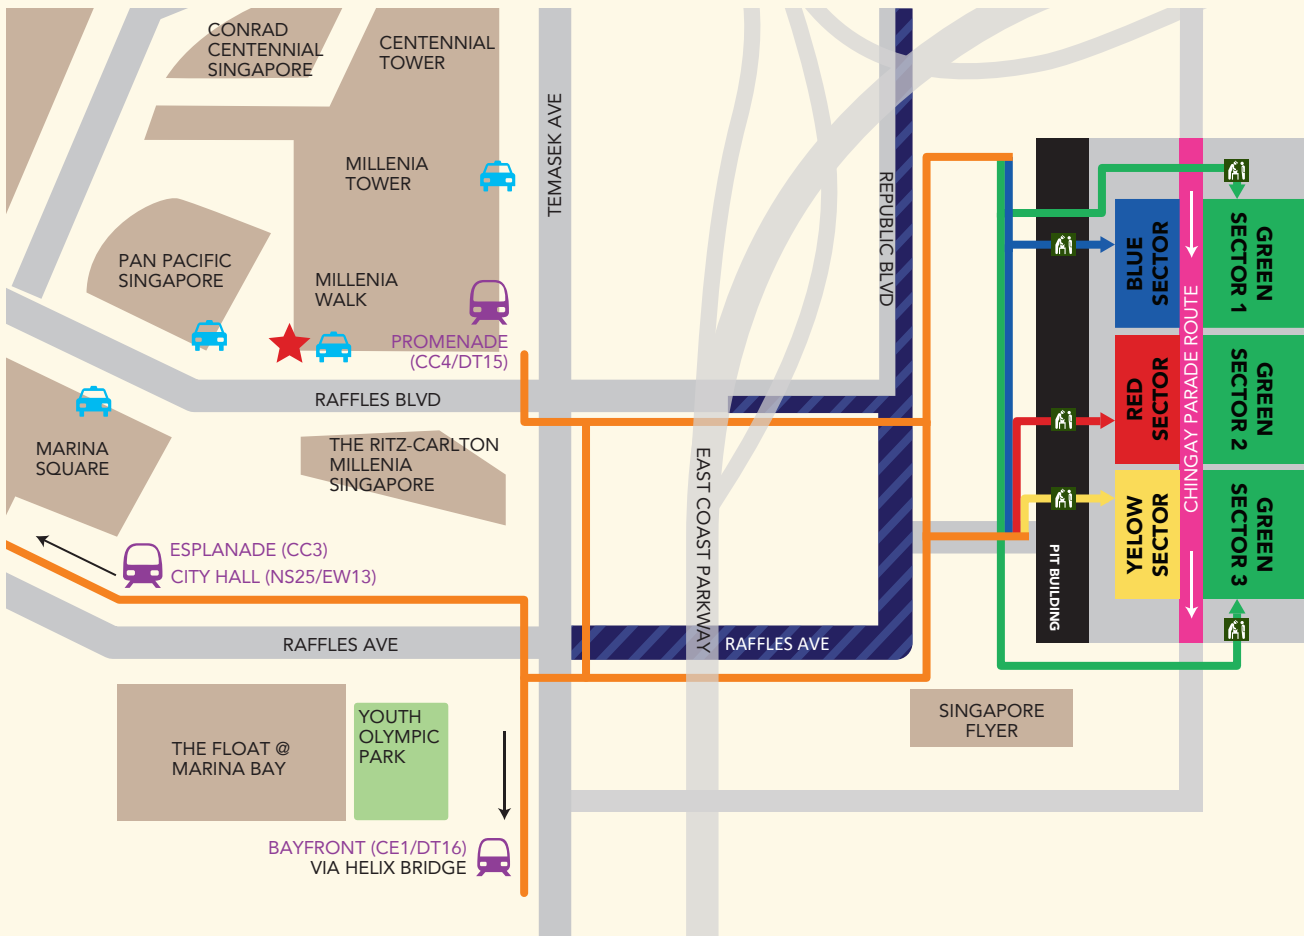 CONRAD
CENTENNIAL
SINGAPORE
CENTENNIAL
TOWER
TEMASEK AVE
MILLENIA
TOWER
REPUBLIC BLVD
PAN PACIFIC
SINGAPORE
MILLENIA
WALK
PROMENADE
(CC4/DT15)
RAFFLES BLVD
MARINA
SQUARE
THE RITZ-CARLTON
MILLENIA
SINGAPORE
EAST COAST PARKWAY
ESPLANADE (CC3)
CITY HALL (NS25/EW13)
RAFFLES AVE
RAFFLES AVE
THE FLOAT @
MARINA BAY
YOUTH
OLYMPIC
PARK
BAYFRONT (CE1/DT16)
VIA HELIX BRIDGE
SINGAPORE
FLYER
PIT BUILDING
BLUE
SECTOR
RED
SECTOR
YELOW
SECTOR
CHINGAY PARADE ROUTE
GREEN
SECTOR 1
GREEN
SECTOR 2
GREEN
SECTOR 3